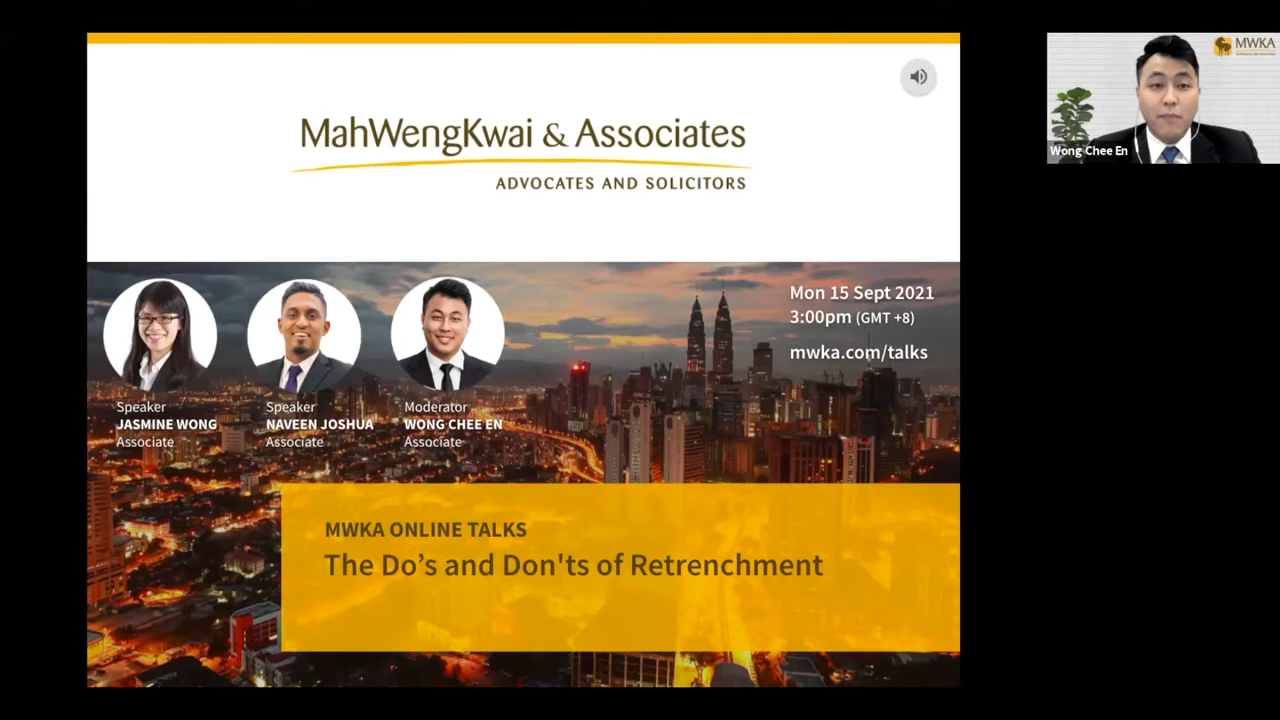 MahWengKwai & Associates
ADVOCATES AND SOLICITORS
Speaker
JASMINE WONG
Associate
Speaker
NAVEEN JOSHUA
Associate
Moderator
WONG CHEE EN
Associate
Mon 15 Sept 2021
3:00pm (GMT +8)
mwka.com/talks
MWKA ONLINE TALKS
The Do’s and Don'ts of Retrenchment
MWKA
Wong Chee En